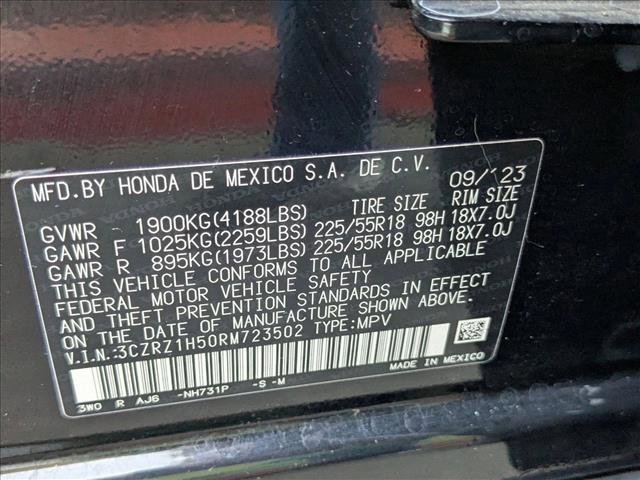 MFD.BY HONDA DE MEXICO S.A. DE C.V. 09/'23
TIRE SIZE RIM SIZE
GVWR 1900KG(4188LBS)
GAWR F 1025KG(2259LBS) 225/55R18 98H 18X7.0J
GAWR R 895KG(1973LBS) 225/55R18 98H 18X7.0J
THIS VEHICLE CONFORMS TO ALL APPLICABLE
FEDERAL MOTOR VEHICLE SAFETY
AND THEFT PREVENTION STANDARDS IN EFFECT
ON THE DATE OF MANUFACTURE SHOWN ABOVE.
V.I.N.:3CZRZ1H50RM723502 TYPE:MPV
3W0 R AJ6 -NH731P -S -M
MADE IN MEXICO